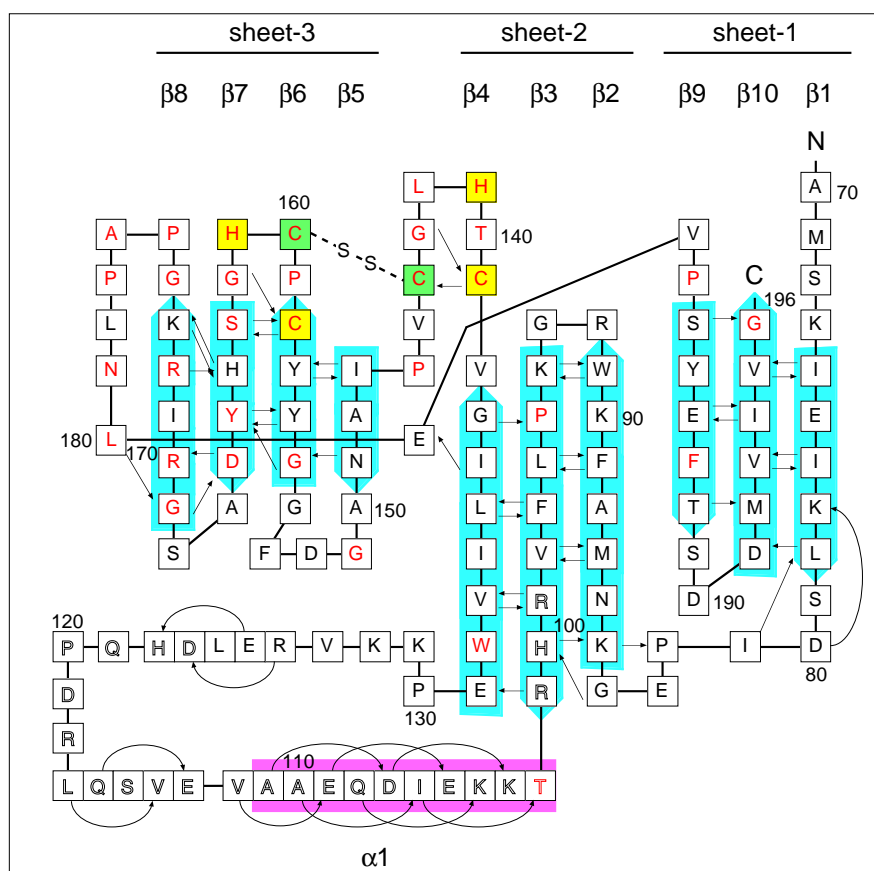 sheet-3 sheet-2 sheet-1
β8 β7 β6 β5 β4 β3 β2 β9 β10 β1
N
L H A 70
160
A P H C G T 140 V M
S S
P G G P C C P C S
196
L K S C V G R S G K
N R H Y I P V K W Y V I
I Y Y A G P K 90 E I E
180 L 170 R D G N E I L F F V I
G A G A 150 L F A T M K
S F D G I V M S D L
V R N D 190 S
120 100
P Q H D L E R V K K W H K P I D
80
D P 130 E R G E
R
110
L Q S V E V A A E Q D I E K K T
α1